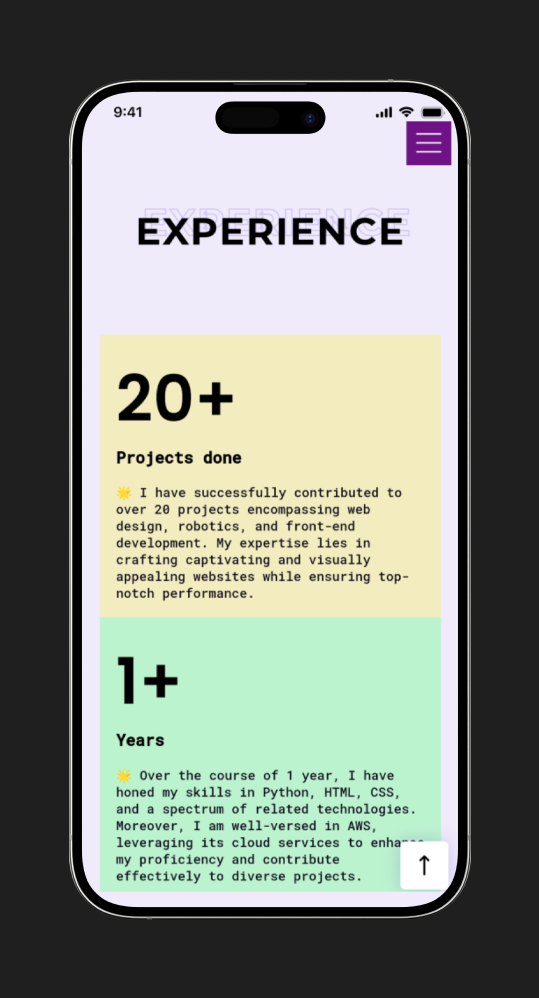 9:41
EXPERIENCE
EXPERIENCE
20+
Projects done
🌟 I have successfully contributed to
over 20 projects encompassing web
design, robotics, and front-end
development. My expertise lies in
crafting captivating and visually
appealing websites while ensuring top-
notch performance.
1+
Years
🌟 Over the course of 1 year, I have
honed my skills in Python, HTML, CSS,
and a spectrum of related technologies.
Moreover, I am well-versed in AWS,
leveraging its cloud services to enhance
my proficiency and contribute
effectively to diverse projects.